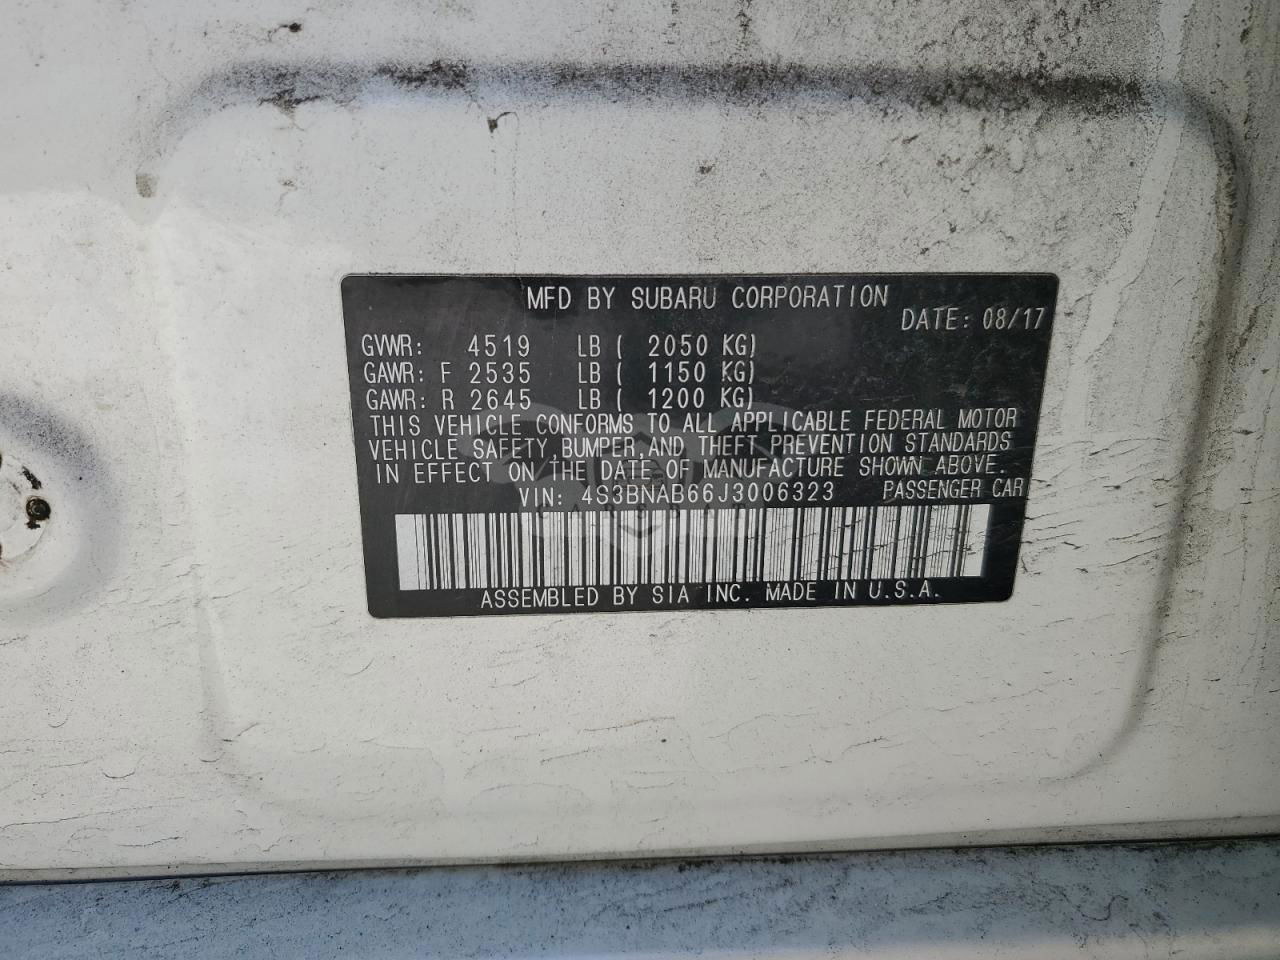 MFD BY SUBARU CORPORATION
DATE: 08/17
GVWR: 4519 LB ( 2050 KG)
GAWR: F 2535 LB ( 1150 KG)
GAWR: R 2645 LB ( 1200 KG)
THIS VEHICLE CONFORMS TO ALL APPLICABLE FEDERAL MOTOR
VEHICLE SAFETY, BUMPER, AND THEFT PREVENTION STANDARDS
IN EFFECT ON THE DATE OF MANUFACTURE SHOWN ABOVE.
VIN: 4S3BNAB66J3006323 PASSENGER CAR
ASSEMBLED BY SIA INC. MADE IN U.S.A.